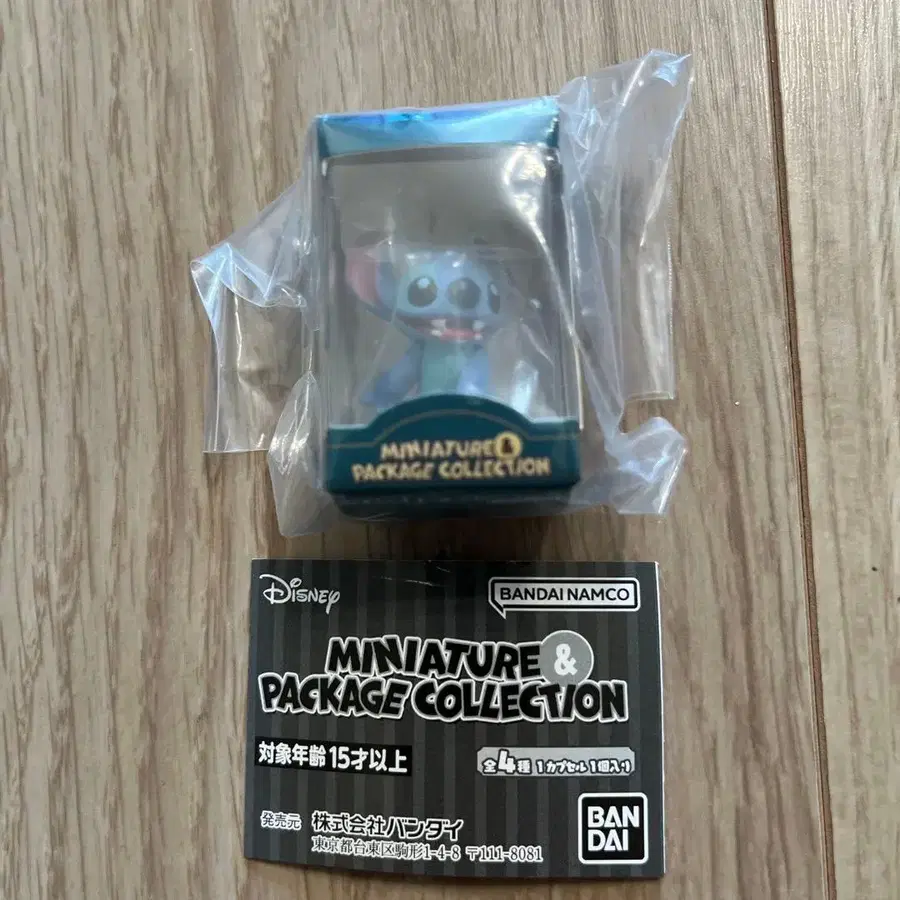 MINIATURE &
PACKAGE COLLECTION
Disney
BANDAI NAMCO
MINIATURE &
PACKAGE COLLECTION
対象年齢 15才以上
全4種 1カプセル1個入り
発売元 株式会社バンダイ
東京都台東区駒形1-4-8 〒111-8081
BAN
DAI